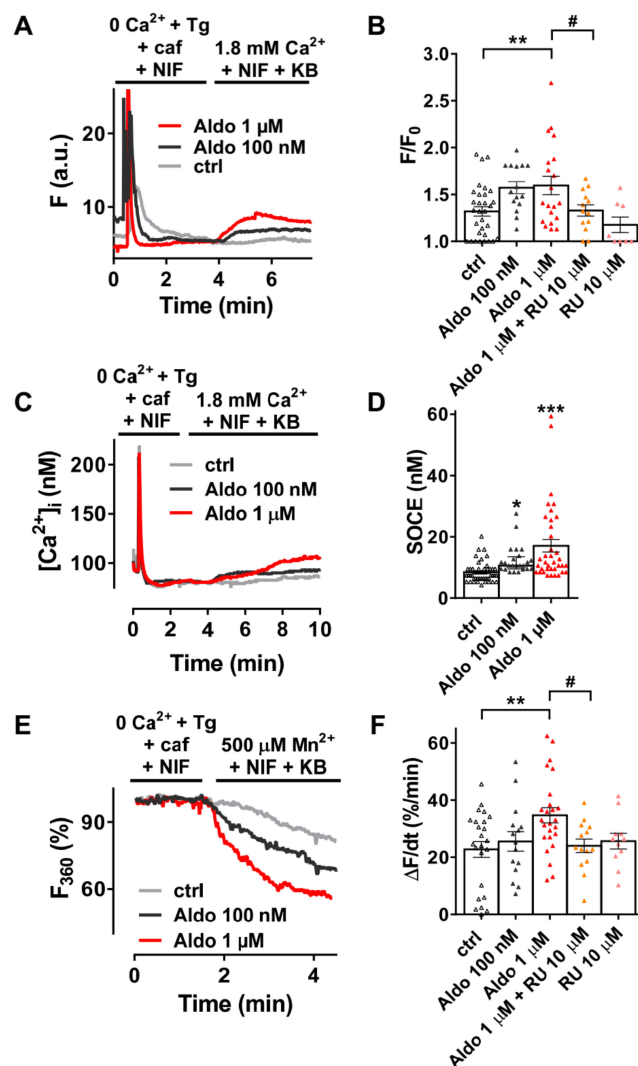 A
0 Ca²⁺ + Tg
+ caf
+ NIF
1.8 mM Ca²⁺
+ NIF + KB
F (a.u.)
20
10
Aldo 1 µM
Aldo 100 nM
ctrl
0 2 4 6
Time (min)
B
** #
F/F₀
3.0
2.5
2.0
1.5
1.0
ctrl
Aldo 100 nM
Aldo 1 µM
Aldo 1 µM + RU 10 µM
RU 10 µM
C
0 Ca²⁺ + Tg
+ caf
+ NIF
1.8 mM Ca²⁺
+ NIF + KB
[Ca²⁺]ᵢ (nM)
200
150
100
ctrl
Aldo 100 nM
Aldo 1 µM
0 2 4 6 8 10
Time (min)
D
SOCE (nM)
60
40
20
0
*
***
ctrl
Aldo 100 nM
Aldo 1 µM
E
0 Ca²⁺ + Tg
+ caf
+ NIF
500 µM Mn²⁺
+ NIF + KB
F₃₆₀ (%)
90
60
ctrl
Aldo 100 nM
Aldo 1 µM
0 2 4
Time (min)
F
** #
ΔF/dt (%/min)
60
40
20
0
ctrl
Aldo 100 nM
Aldo 1 µM
Aldo 1 µM + RU 10 µM
RU 10 µM